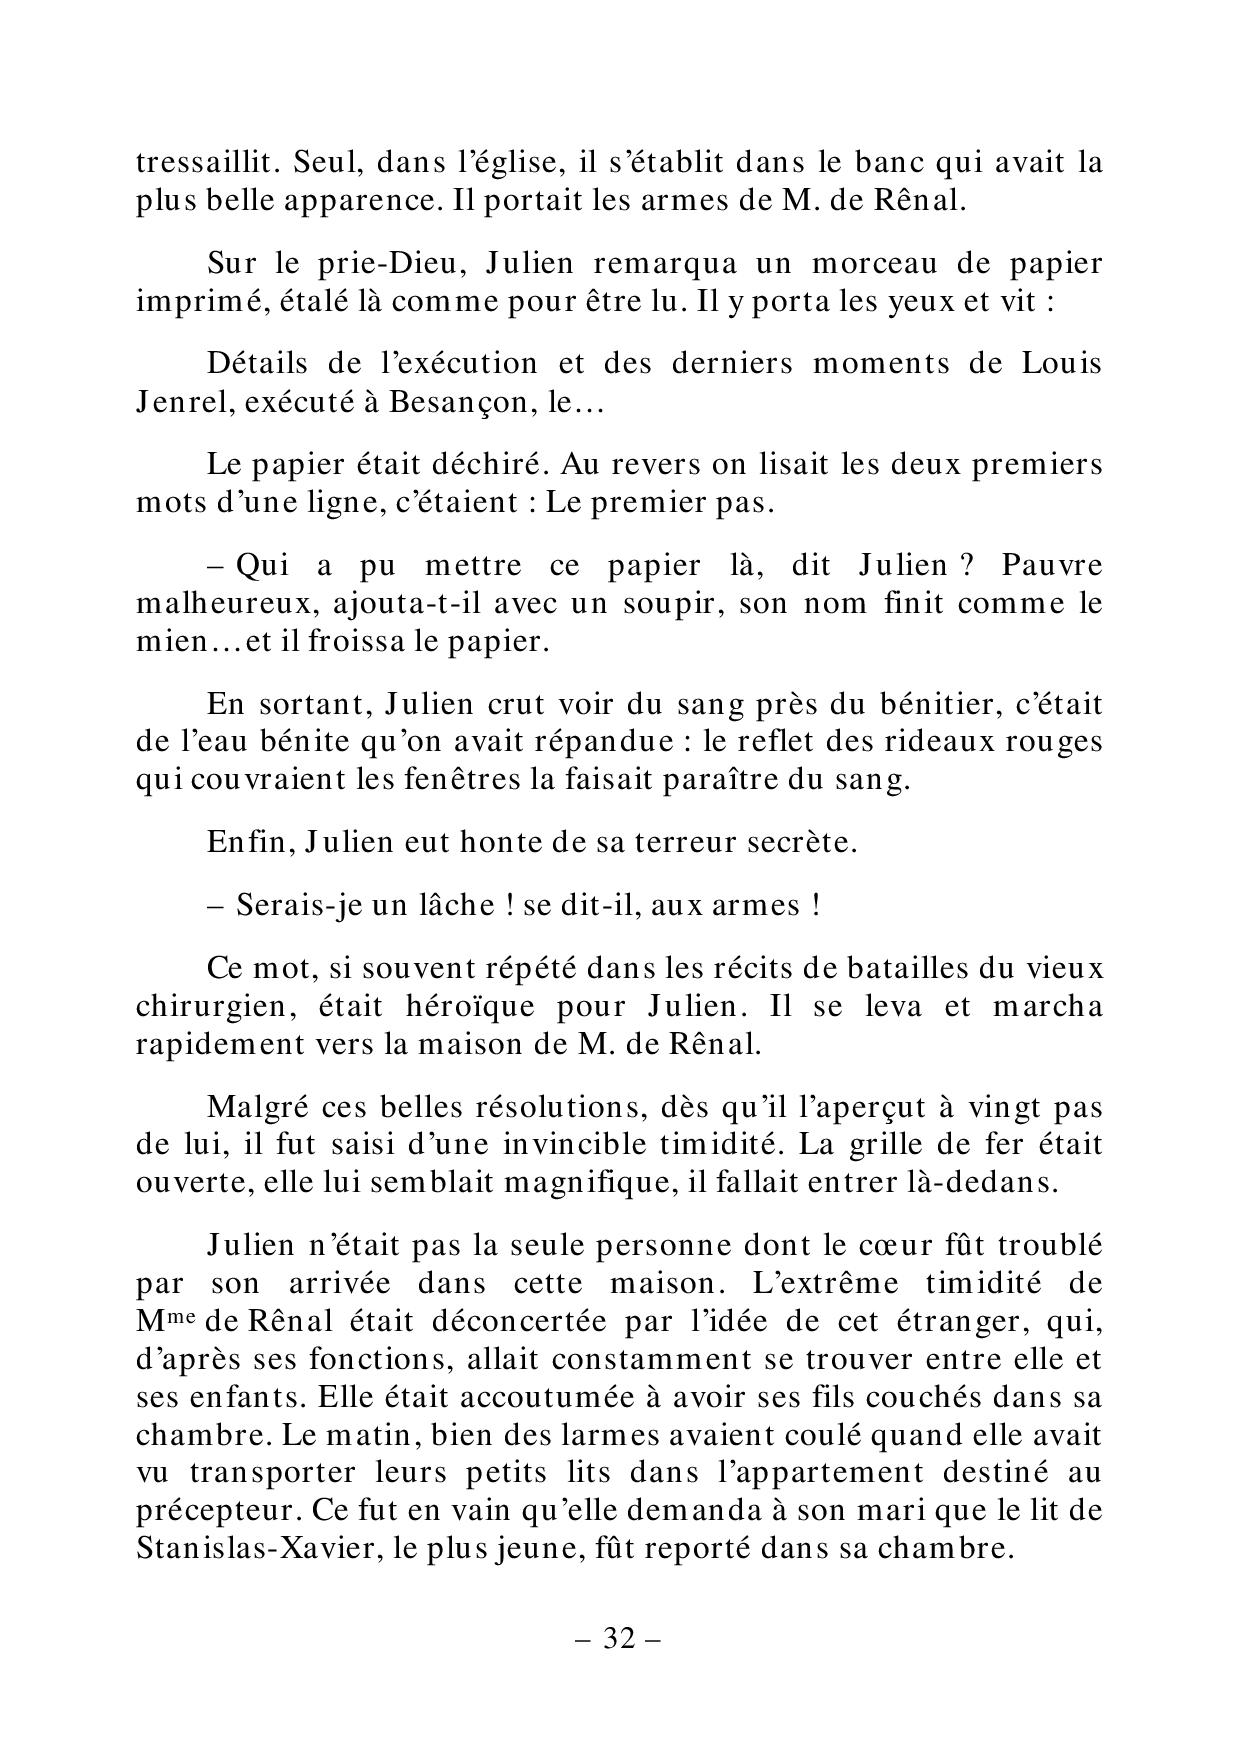 tressaillit. Seul, dans l’église, il s’établit dans le banc qui avait la
plus belle apparence. Il portait les armes de M. de Rênal.
Sur le prie-Dieu, Julien remarqua un morceau de papier
imprimé, étalé là comme pour être lu. Il y porta les yeux et vit :
Détails de l’exécution et des derniers moments de Louis
Jenrel, exécuté à Besançon, le…
Le papier était déchiré. Au revers on lisait les deux premiers
mots d’une ligne, c’étaient : Le premier pas.
– Qui a pu mettre ce papier là, dit Julien ? Pauvre
malheureux, ajouta-t-il avec un soupir, son nom finit comme le
mien…et il froissa le papier.
En sortant, Julien crut voir du sang près du bénitier, c’était
de l’eau bénite qu’on avait répandue : le reflet des rideaux rouges
qui couvraient les fenêtres la faisait paraître du sang.
Enfin, Julien eut honte de sa terreur secrète.
– Serais-je un lâche ! se dit-il, aux armes !
Ce mot, si souvent répété dans les récits de batailles du vieux
chirurgien, était héroïque pour Julien. Il se leva et marcha
rapidement vers la maison de M. de Rênal.
Malgré ces belles résolutions, dès qu’il l’aperçut à vingt pas
de lui, il fut saisi d’une invincible timidité. La grille de fer était
ouverte, elle lui semblait magnifique, il fallait entrer là-dedans.
Julien n’était pas la seule personne dont le cœur fût troublé
par son arrivée dans cette maison. L’extrême timidité de
Mme de Rênal était déconcertée par l’idée de cet étranger, qui,
d’après ses fonctions, allait constamment se trouver entre elle et
ses enfants. Elle était accoutumée à avoir ses fils couchés dans sa
chambre. Le matin, bien des larmes avaient coulé quand elle avait
vu transporter leurs petits lits dans l’appartement destiné au
précepteur. Ce fut en vain qu’elle demanda à son mari que le lit de
Stanislas-Xavier, le plus jeune, fût reporté dans sa chambre.
– 32 –